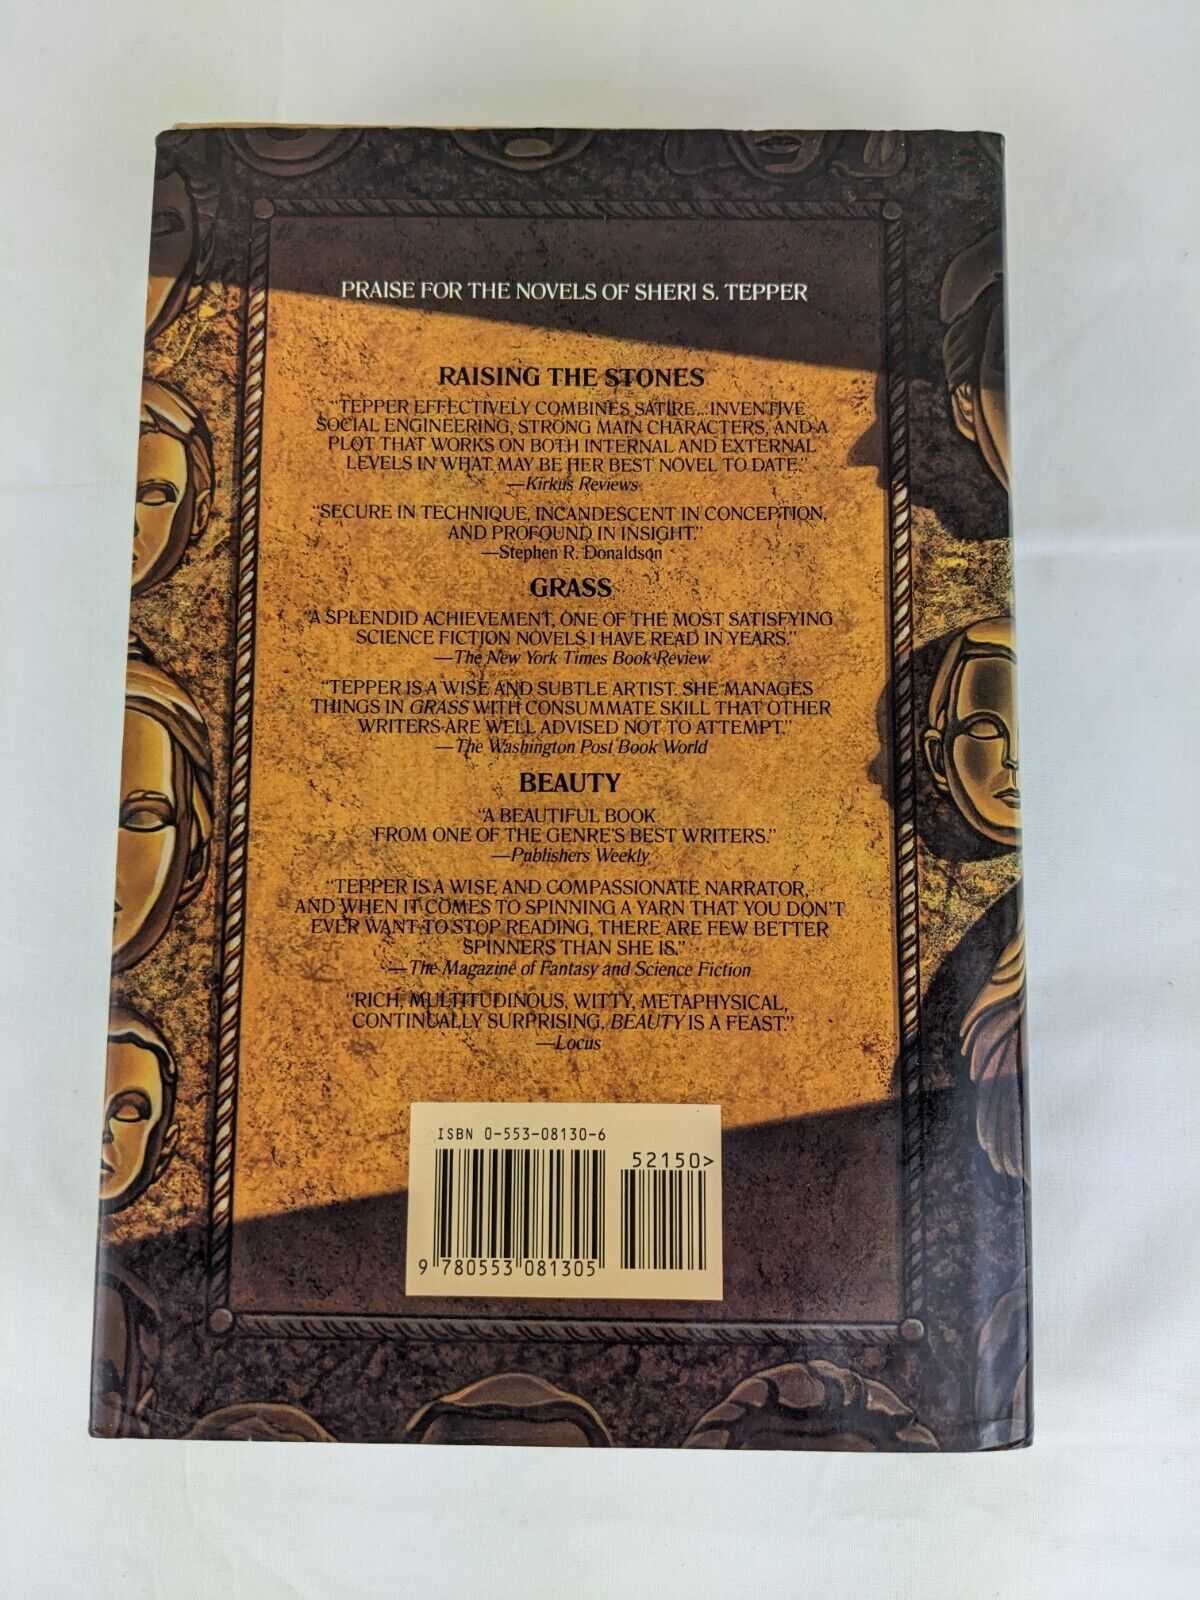 PRAISE FOR THE NOVELS OF SHERI S. TEPPER
RAISING THE STONES
"TEPPER EFFECTIVELY COMBINES SATIRE...INVENTIVE
SOCIAL ENGINEERING, STRONG MAIN CHARACTERS, AND A
PLOT THAT WORKS ON BOTH INTERNAL AND EXTERNAL
LEVELS IN WHAT MAY BE HER BEST NOVEL TO DATE."
—Kirkus Reviews
"SECURE IN TECHNIQUE, INCANDESCENT IN CONCEPTION,
AND PROFOUND IN INSIGHT."
—Stephen R. Donaldson
GRASS
"A SPLENDID ACHIEVEMENT, ONE OF THE MOST SATISFYING
SCIENCE FICTION NOVELS I HAVE READ IN YEARS."
—The New York Times Book Review
"TEPPER IS A WISE AND SUBTLE ARTIST. SHE MANAGES
THINGS IN GRASS WITH CONSUMMATE SKILL THAT OTHER
WRITERS ARE WELL ADVISED NOT TO ATTEMPT."
—The Washington Post Book World
BEAUTY
"A BEAUTIFUL BOOK
FROM ONE OF THE GENRE'S BEST WRITERS."
—Publishers Weekly
"TEPPER IS A WISE AND COMPASSIONATE NARRATOR,
AND WHEN IT COMES TO SPINNING A YARN THAT YOU DON'T
EVER WANT TO STOP READING, THERE ARE FEW BETTER
SPINNERS THAN SHE IS."
—The Magazine of Fantasy and Science Fiction
"RICH, MULTITUDINOUS, WITTY, METAPHYSICAL,
CONTINUALLY SURPRISING, BEAUTY IS A FEAST."
—Locus
ISBN 0-553-08130-6
52150>
9 780553 081305